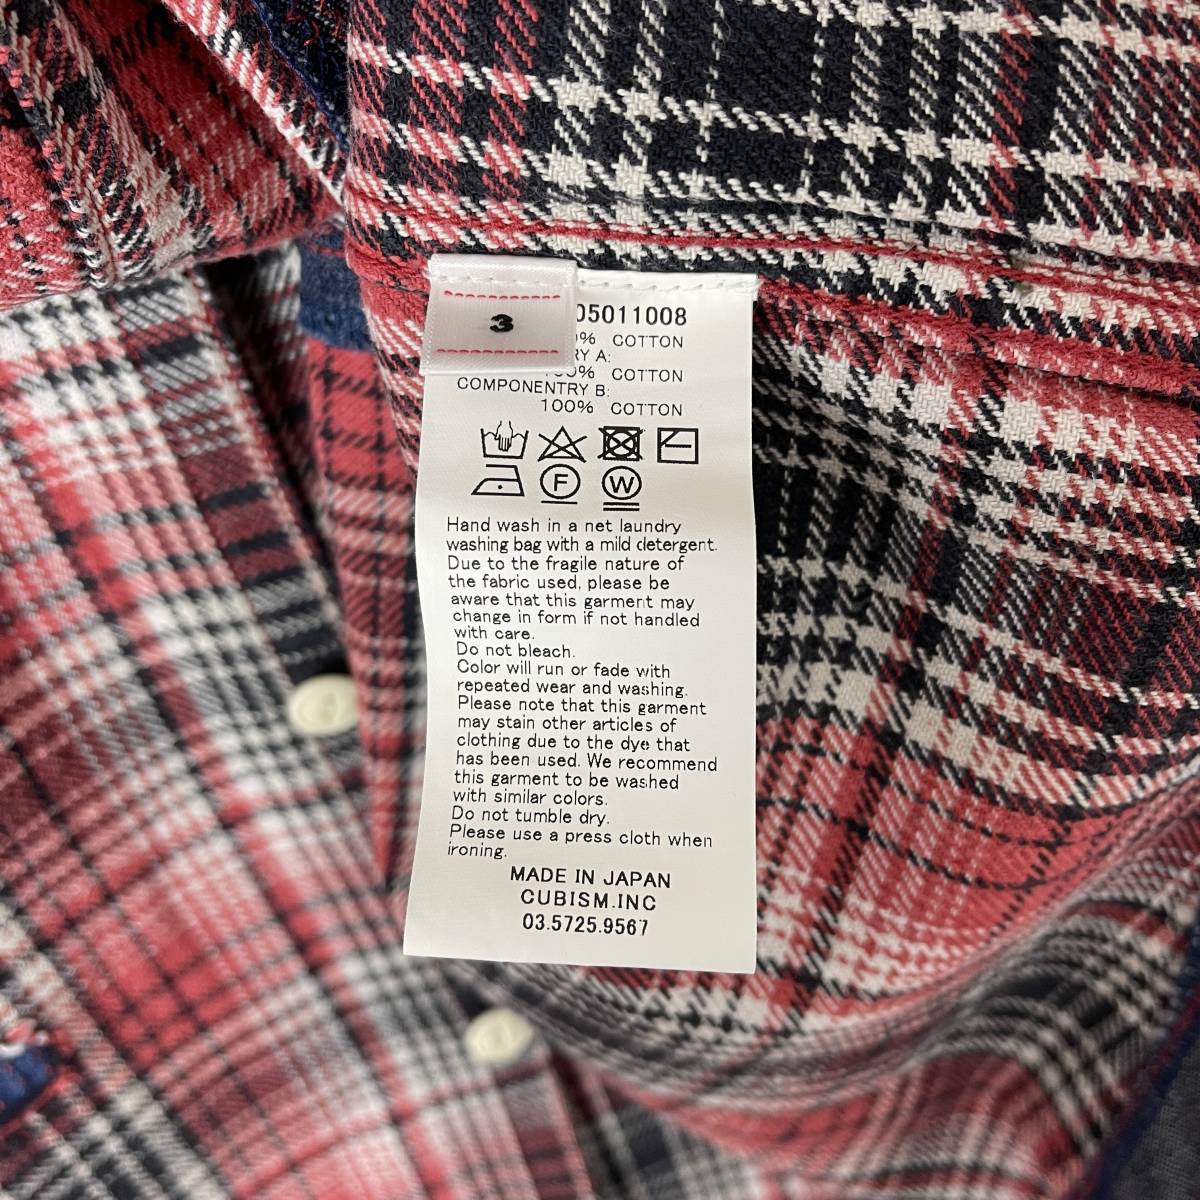 3
05011008
% COTTON
RY A:
% COTTON
COMPONENTRY B:
100% COTTON
F
W
Hand wash in a net laundry
washing bag with a mild detergent.
Due to the fragile nature of
the fabric used, please be
aware that this garment may
change in form if not handled
with care.
Do not bleach.
Color will run or fade with
repeated wear and washing.
Please note that this garment
may stain other articles of
clothing due to the dye that
has been used. We recommend
this garment to be washed
with similar colors.
Do not tumble dry.
Please use a press cloth when
ironing.
MADE IN JAPAN
CUBISM.INC
03.5725.9567